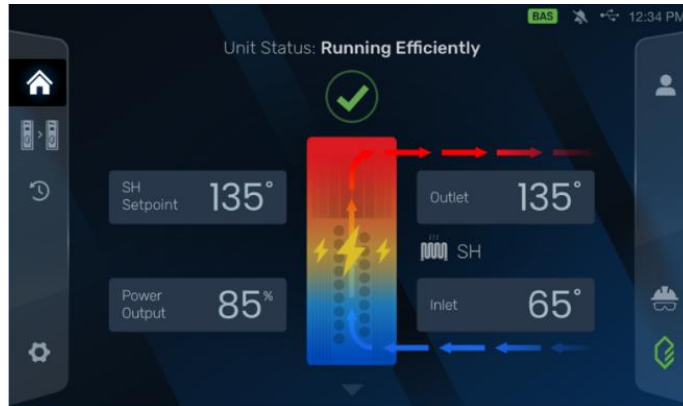 BAS 12:34 PM
Unit Status: Running Efficiently
SH
Setpoint 135°
Outlet 135°
SH
Power
Output 85%
Inlet 65°